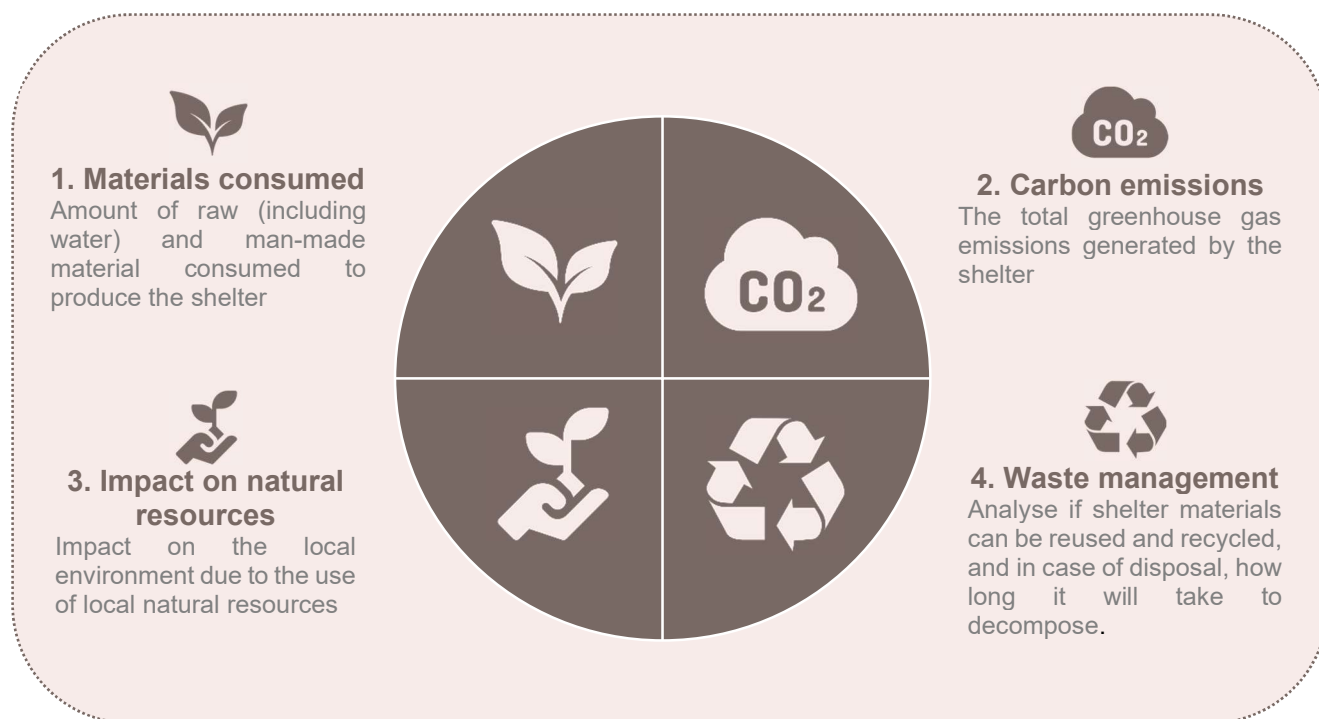 CO2
1. Materials consumed
Amount of raw (including
water) and man-made
material consumed to
produce the shelter
2. Carbon emissions
The total greenhouse gas
emissions generated by the
shelter
CO2
3. Impact on natural
resources
Impact on the local
environment due to the use
of local natural resources
4. Waste management
Analyse if shelter materials
can be reused and recycled,
and in case of disposal, how
long it will take to
decompose.